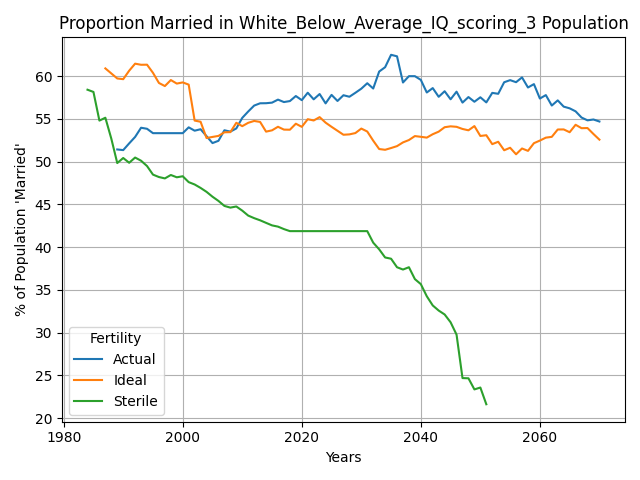 Proportion Married in White_Below_Average_IQ_scoring_3 Population
% of Population 'Married'
60
55
50
45
40
35
30
25
20
Fertility
Actual
Ideal
Sterile
1980
2000
2020
2040
2060
Years